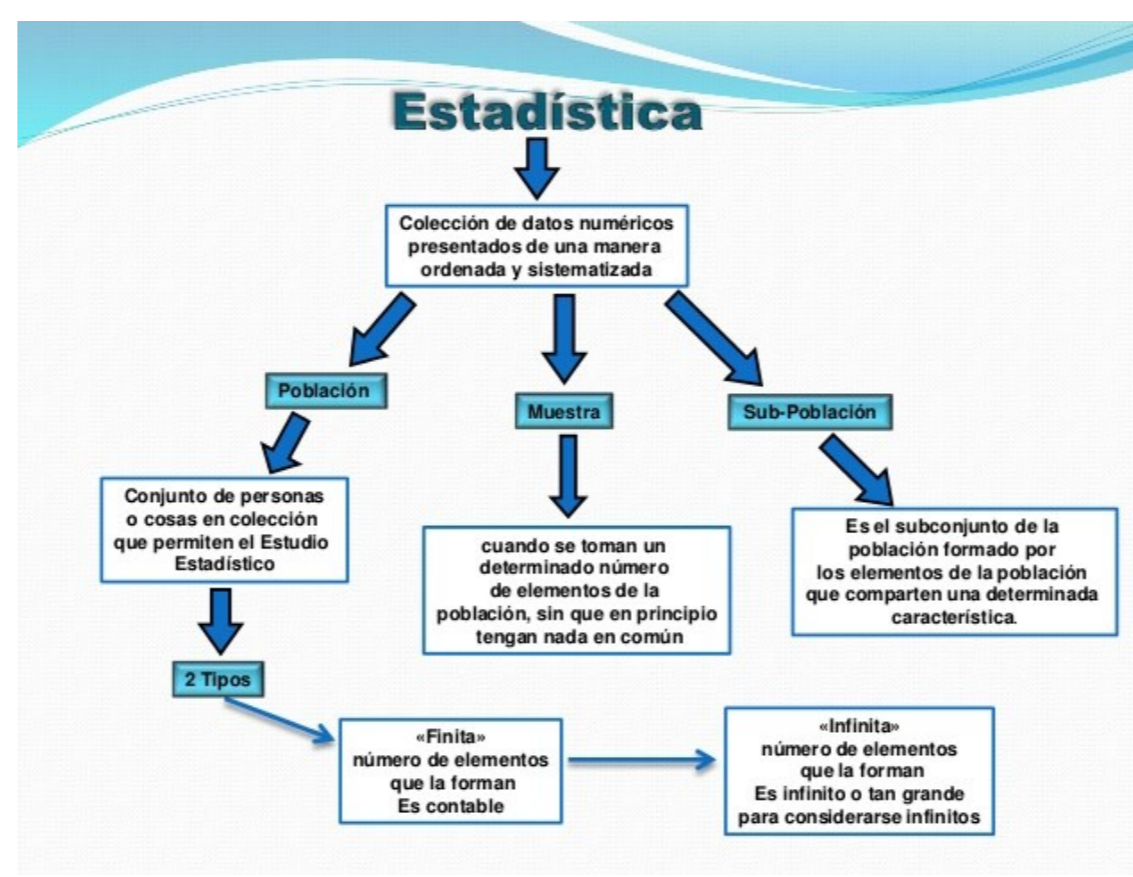 Estadística
Colección de datos numéricos
presentados de una manera
ordenada y sistematizada
Población
Muestra
Sub-Población
Conjunto de personas
o cosas en colección
que permiten el Estudio
Estadístico
cuando se toman un
determinado número
de elementos de la
población, sin que en principio
tengan nada en común
Es el subconjunto de la
población formado por
los elementos de la población
que comparten una determinada
característica.
2 Tipos
«Finita»
número de elementos
que la forman
Es contable
«Infinita»
número de elementos
que la forman
Es infinito o tan grande
para considerarse infinitos